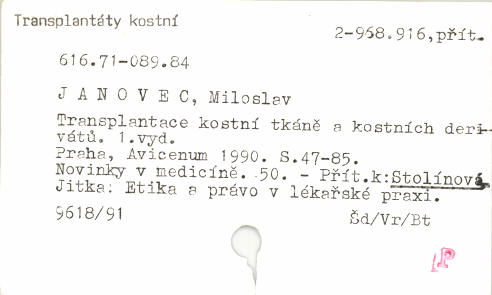 Transplantáty kostní
2-968.916,přít.
616.71-089.84
J A N O V E C, Miloslav
Transplantace kostní tkáně a kostních deri-
vátů. 1.vyd.
Praha, Avicenum 1990. S.47-85.
Novinky v medicíně. 50. - Přít.k:Stolínová,
Jitka: Etika a právo v lékařské praxi.
9618/91
Šd/Vr/Bt
P